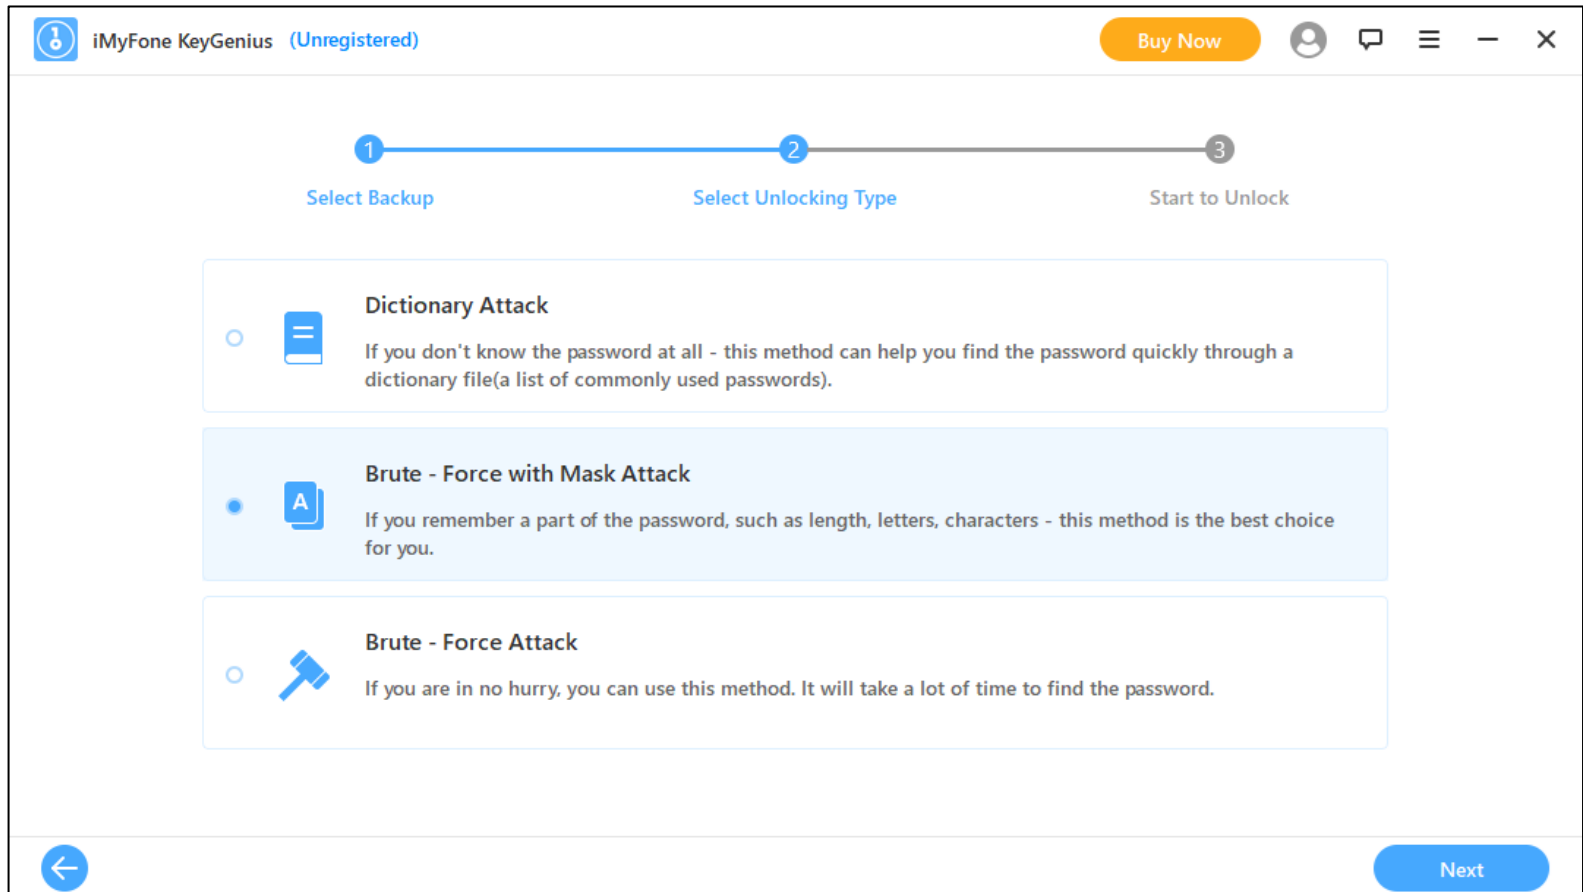 iMyFone KeyGenius (Unregistered)
Buy Now
1
2
3
Select Backup
Select Unlocking Type
Start to Unlock
Dictionary Attack
If you don't know the password at all - this method can help you find the password quickly through a
dictionary file(a list of commonly used passwords).
A
Brute - Force with Mask Attack
If you remember a part of the password, such as length, letters, characters - this method is the best choice
for you.
Brute - Force Attack
If you are in no hurry, you can use this method. It will take a lot of time to find the password.
Next